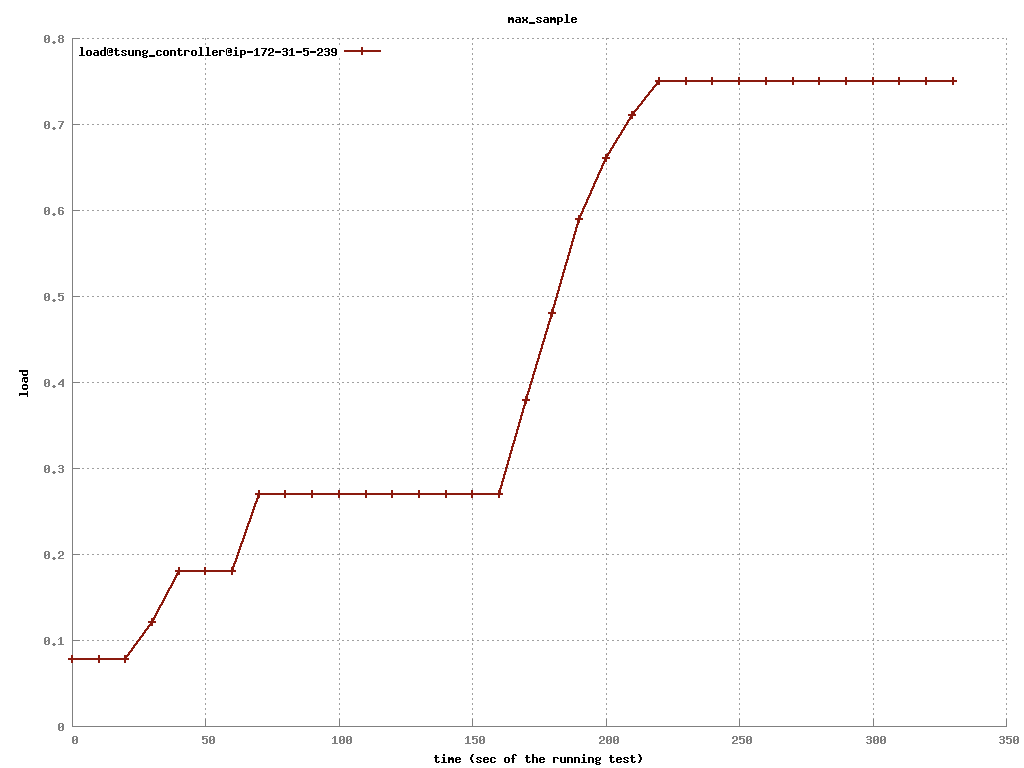 max_sample
load@tsung_controller@ip-172-31-5-239
0.8
0.7
0.6
0.5
0.4
0.3
0.2
0.1
0
load
0 50 100 150 200 250 300 350
time (sec of the running test)